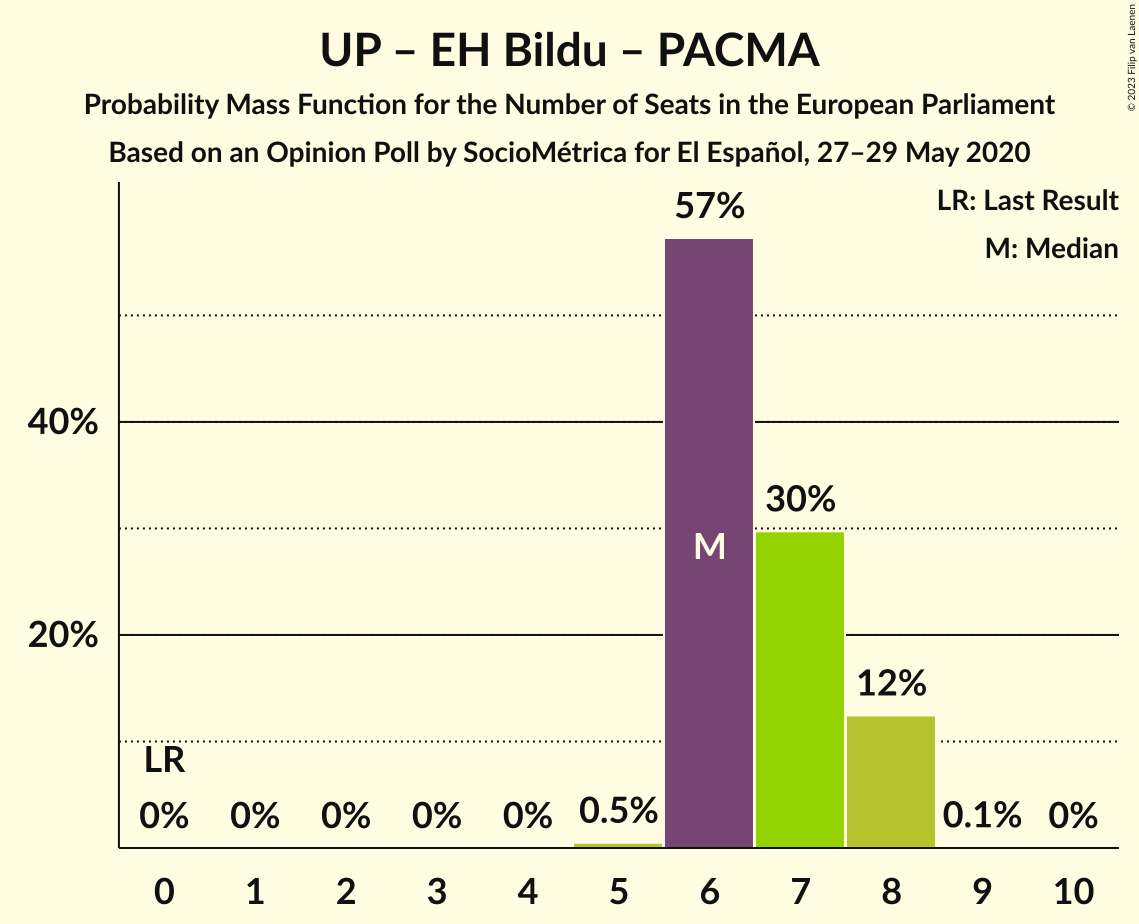 UP – EH Bildu – PACMA
Probability Mass Function for the Number of Seats in the European Parliament
Based on an Opinion Poll by SocioMétrica for El Español, 27–29 May 2020
© 2023 Filip van Laenen
LR: Last Result
M: Median
57%
40%
30%
M
20%
12%
LR
0% 0% 0% 0% 0% 0.5% 0.1% 0%
0 1 2 3 4 5 6 7 8 9 10